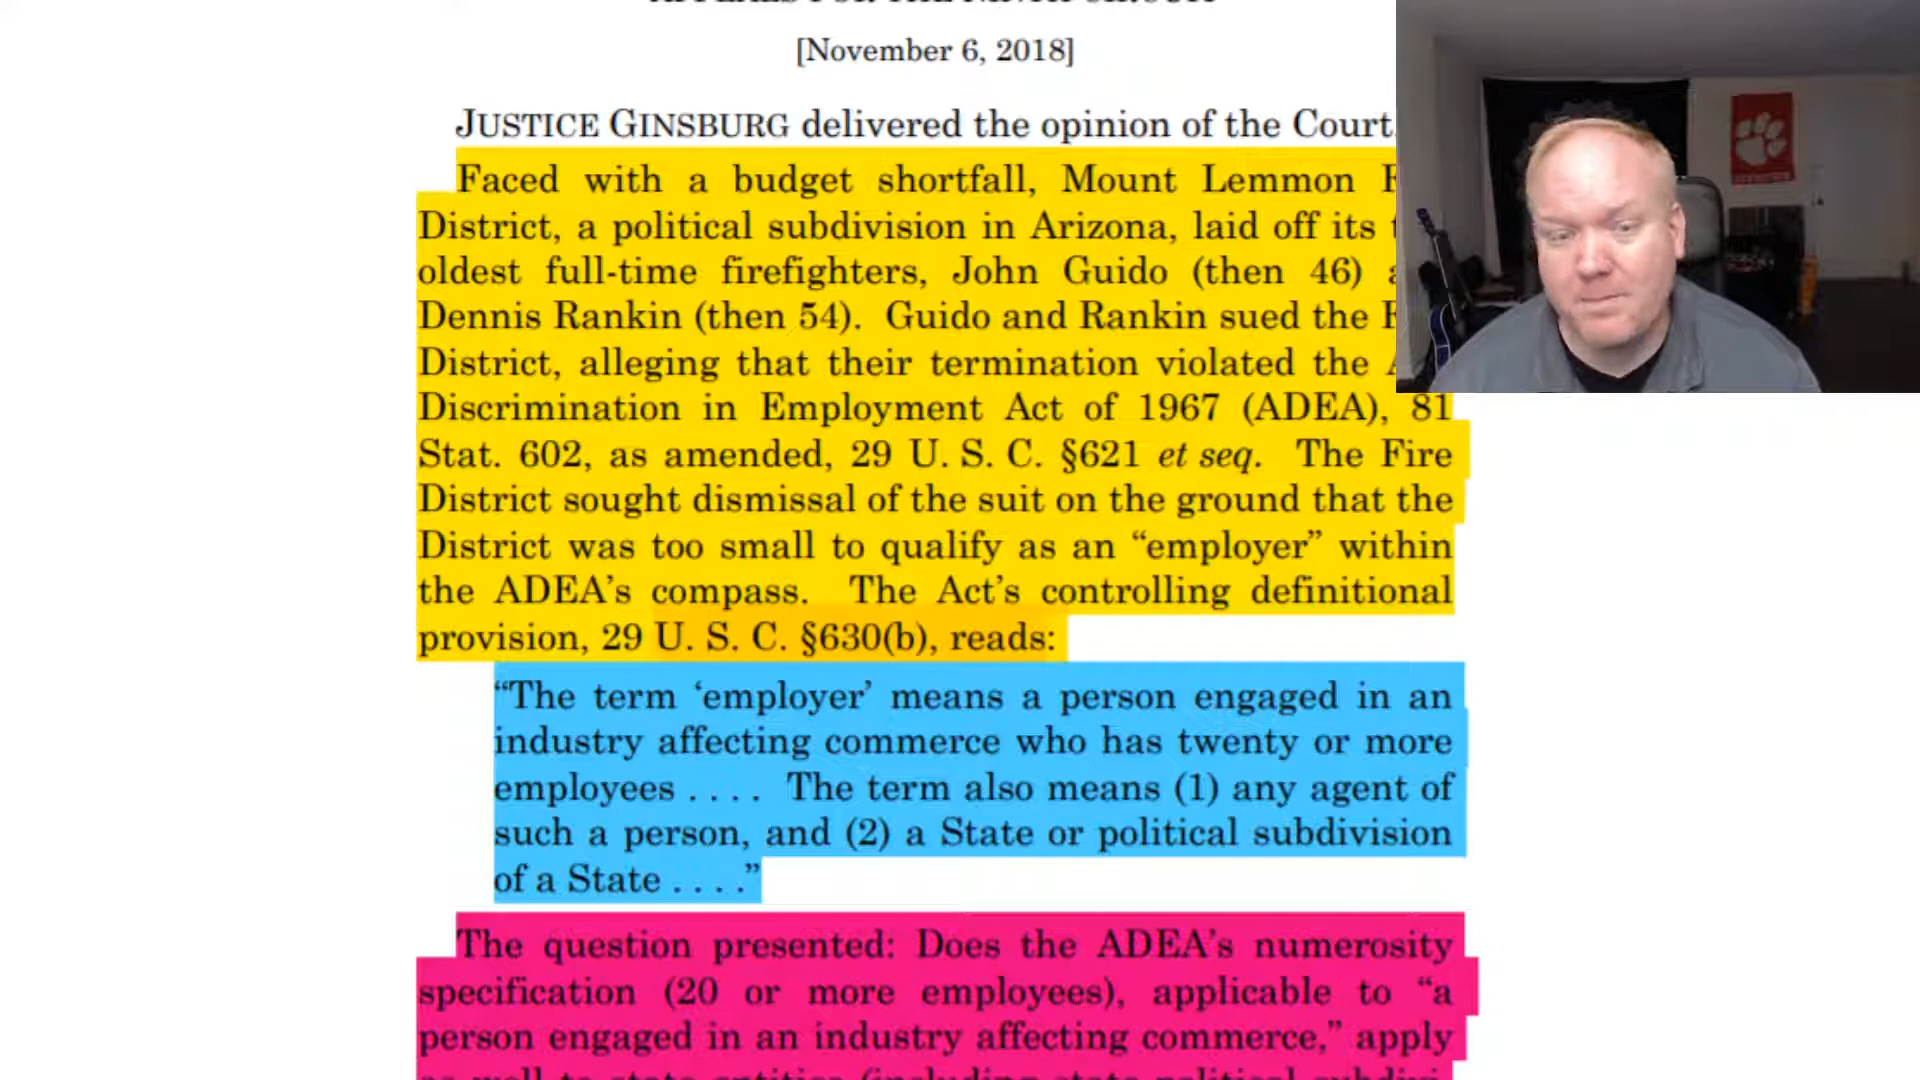 [November 6, 2018]
JUSTICE GINSBURG delivered the opinion of the Court.
Faced with a budget shortfall, Mount Lemmon
District, a political subdivision in Arizona, laid off its
oldest full-time firefighters, John Guido (then 46)
Dennis Rankin (then 54). Guido and Rankin sued the
District, alleging that their termination violated the
Discrimination in Employment Act of 1967 (ADEA), 81
Stat. 602, as amended, 29 U. S. C. §621 et seq. The Fire
District sought dismissal of the suit on the ground that the
District was too small to qualify as an “employer” within
the ADEA’s compass. The Act’s controlling definitional
provision, 29 U. S. C. §630(b), reads:
“The term ‘employer’ means a person engaged in an
industry affecting commerce who has twenty or more
employees . . . . The term also means (1) any agent of
such a person, and (2) a State or political subdivision
of a State . . . .”
The question presented: Does the ADEA’s numerosity
specification (20 or more employees), applicable to “a
person engaged in an industry affecting commerce,” apply